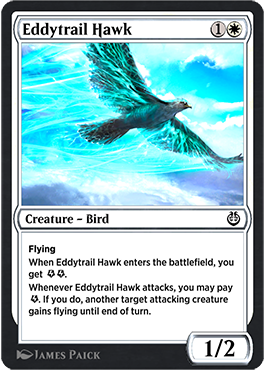 Eddytrail Hawk 1
Creature – Bird
Flying
When Eddytrail Hawk enters the battlefield, you
get .
Whenever Eddytrail Hawk attacks, you may pay
. If you do, another target attacking creature
gains flying until end of turn.
James Paick
1/2